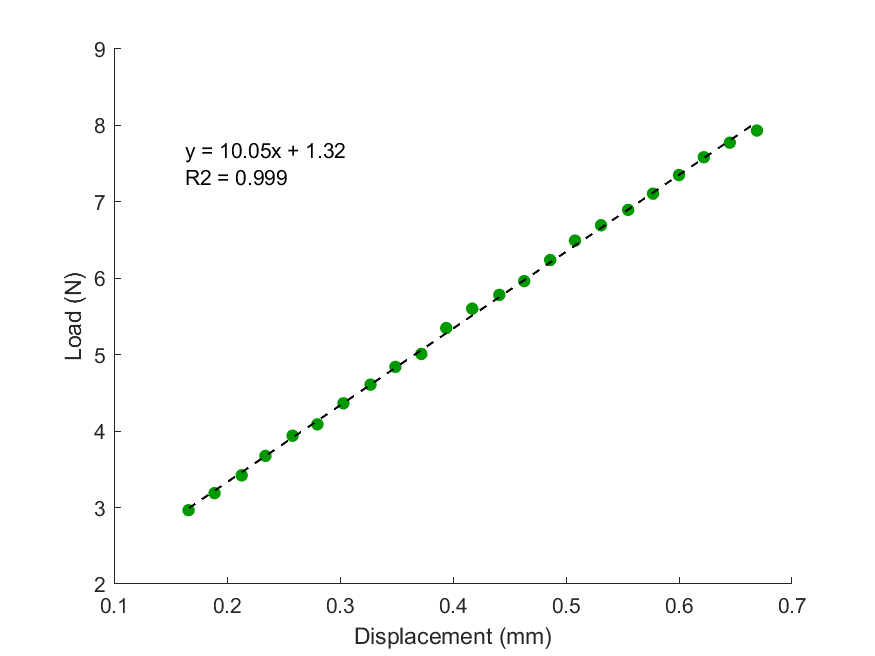 9
8
7
6
5
4
3
2
y = 10.05x + 1.32
R2 = 0.999
Load (N)
0.1 0.2 0.3 0.4 0.5 0.6 0.7
Displacement (mm)